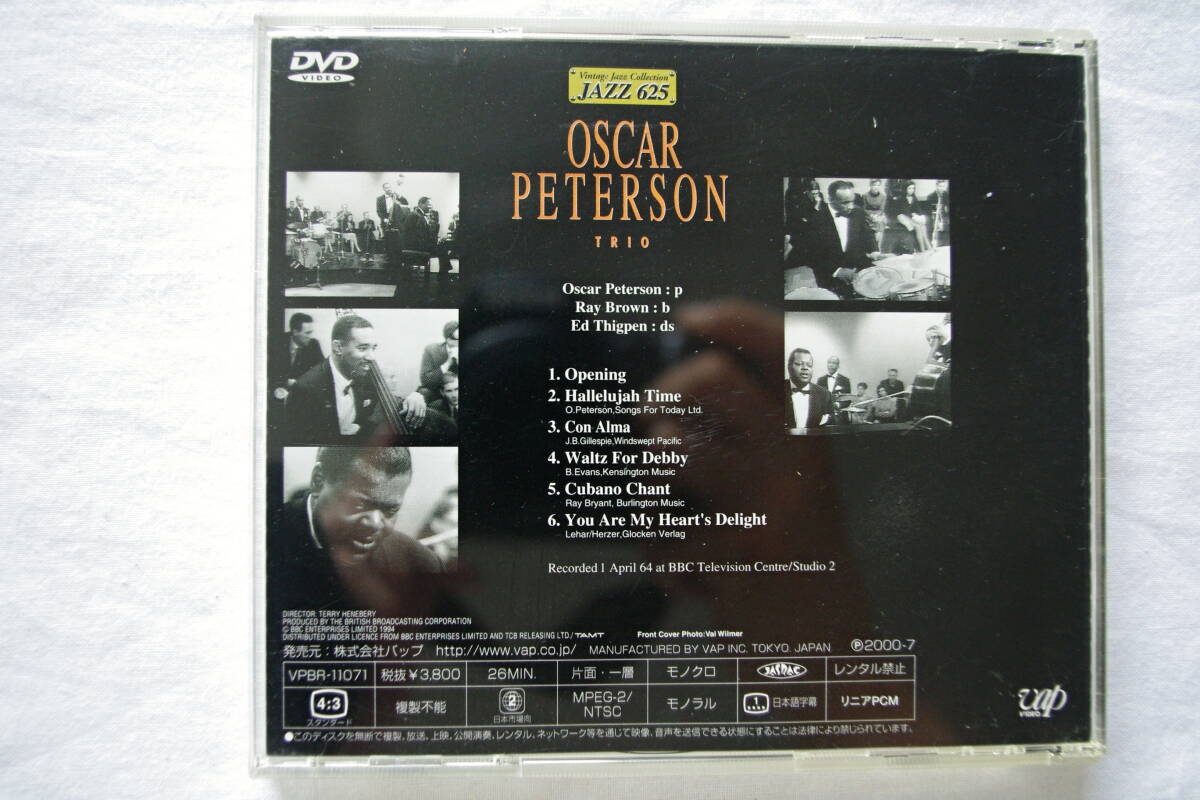 DVD
VIDEO
Vintage Jazz Collection
JAZZ 625
OSCAR
PETERSON
TRIO
Oscar Peterson : p
Ray Brown : b
Ed Thigpen : ds
1. Opening
2. Hallelujah Time
O.Peterson,Songs For Today Ltd.
3. Con Alma
J.B.Gillespie,Windswept Pacific
4. Waltz For Debby
B.Evans,Kensington Music
5. Cubano Chant
Ray Bryant, Burlington Music
6. You Are My Heart's Delight
Lehar/Herzer,Glocken Verlag
Recorded 1 April 64 at BBC Television Centre/Studio 2
DIRECTOR: TERRY HENEBERY
PRODUCED BY THE BRITISH BROADCASTING CORPORATION
© BBC ENTERPRISES LIMITED 1994
DISTRIBUTED UNDER LICENCE FROM BBC ENTERPRISES LIMITED AND TCB RELEASING LTD/TAMT Front Cover Photo:Val Wilmer
発売元：株式会社バップ http://www.vap.co.jp/ MANUFACTURED BY VAP INC. TOKYO. JAPAN Ⓟ2000-7
VPBR-11071 税抜￥3,800 26MIN. 片面・一層 モノクロ JASRAC レンタル禁止
4:3 スタンダード 複製不能 2 日本市場向 MPEG-2/NTSC モノラル 1 日本語字幕 リニアPCM
vap
VIDEO
●このディスクを無断で複製、放送、上映、公開演奏、レンタル、ネットワーク等を通じて映像、音声を送信できる状態にすることは法律により禁じられています。